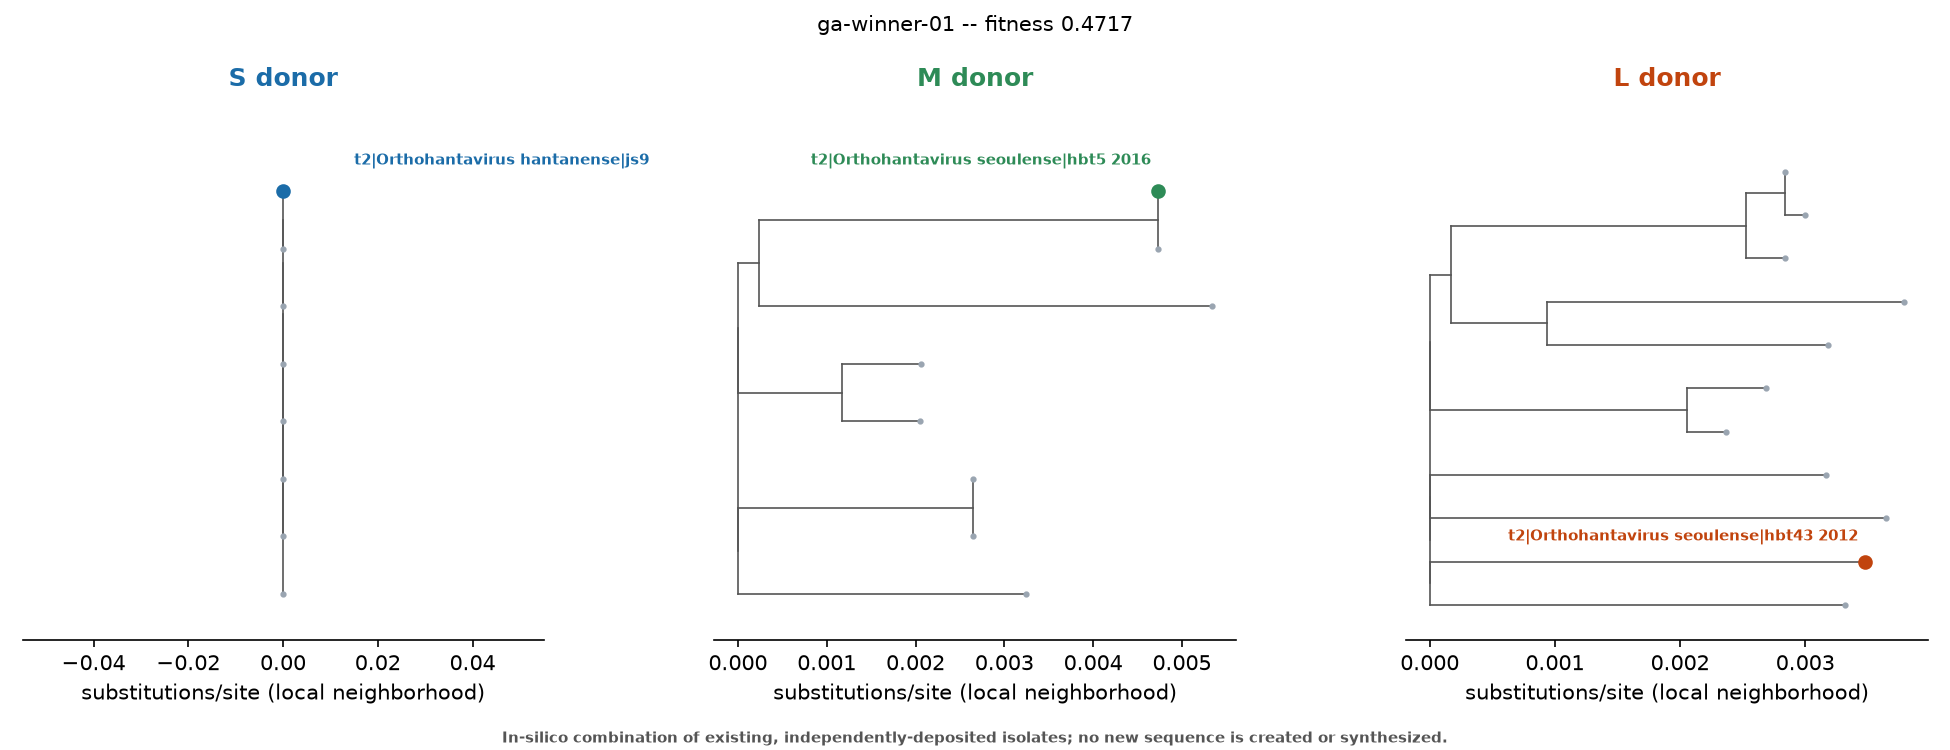 ga-winner-01 -- fitness 0.4717
S donor
M donor
L donor
t2|Orthohantavirus hantanense|js9
t2|Orthohantavirus seoulense|hbt5 2016
t2|Orthohantavirus seoulense|hbt43 2012
−0.04 −0.02 0.00 0.02 0.04
0.000 0.001 0.002 0.003 0.004 0.005
0.000 0.001 0.002 0.003
substitutions/site (local neighborhood)
substitutions/site (local neighborhood)
substitutions/site (local neighborhood)
In-silico combination of existing, independently-deposited isolates; no new sequence is created or synthesized.